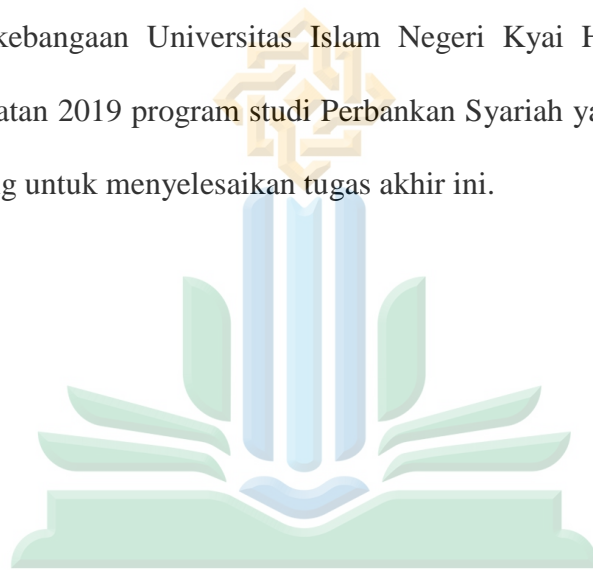 kebangaan Universitas Islam Negeri Kyai H
atan 2019 program studi Perbankan Syariah ya
g untuk menyelesaikan tugas akhir ini.